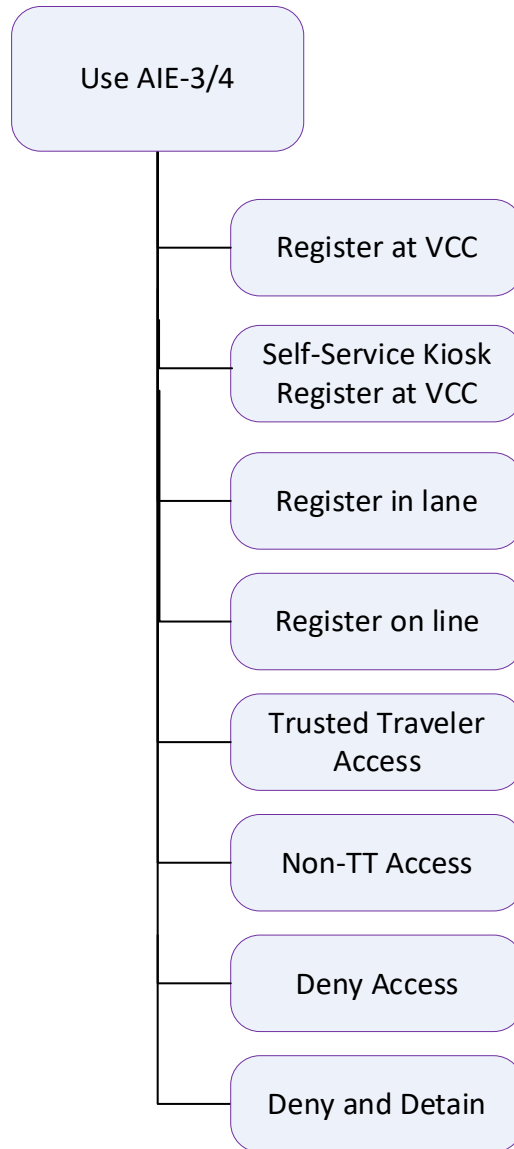 Use AIE-3/4
Register at VCC
Self-Service Kiosk
Register at VCC
Register in lane
Register on line
Trusted Traveler
Access
Non-TT Access
Deny Access
Deny and Detain